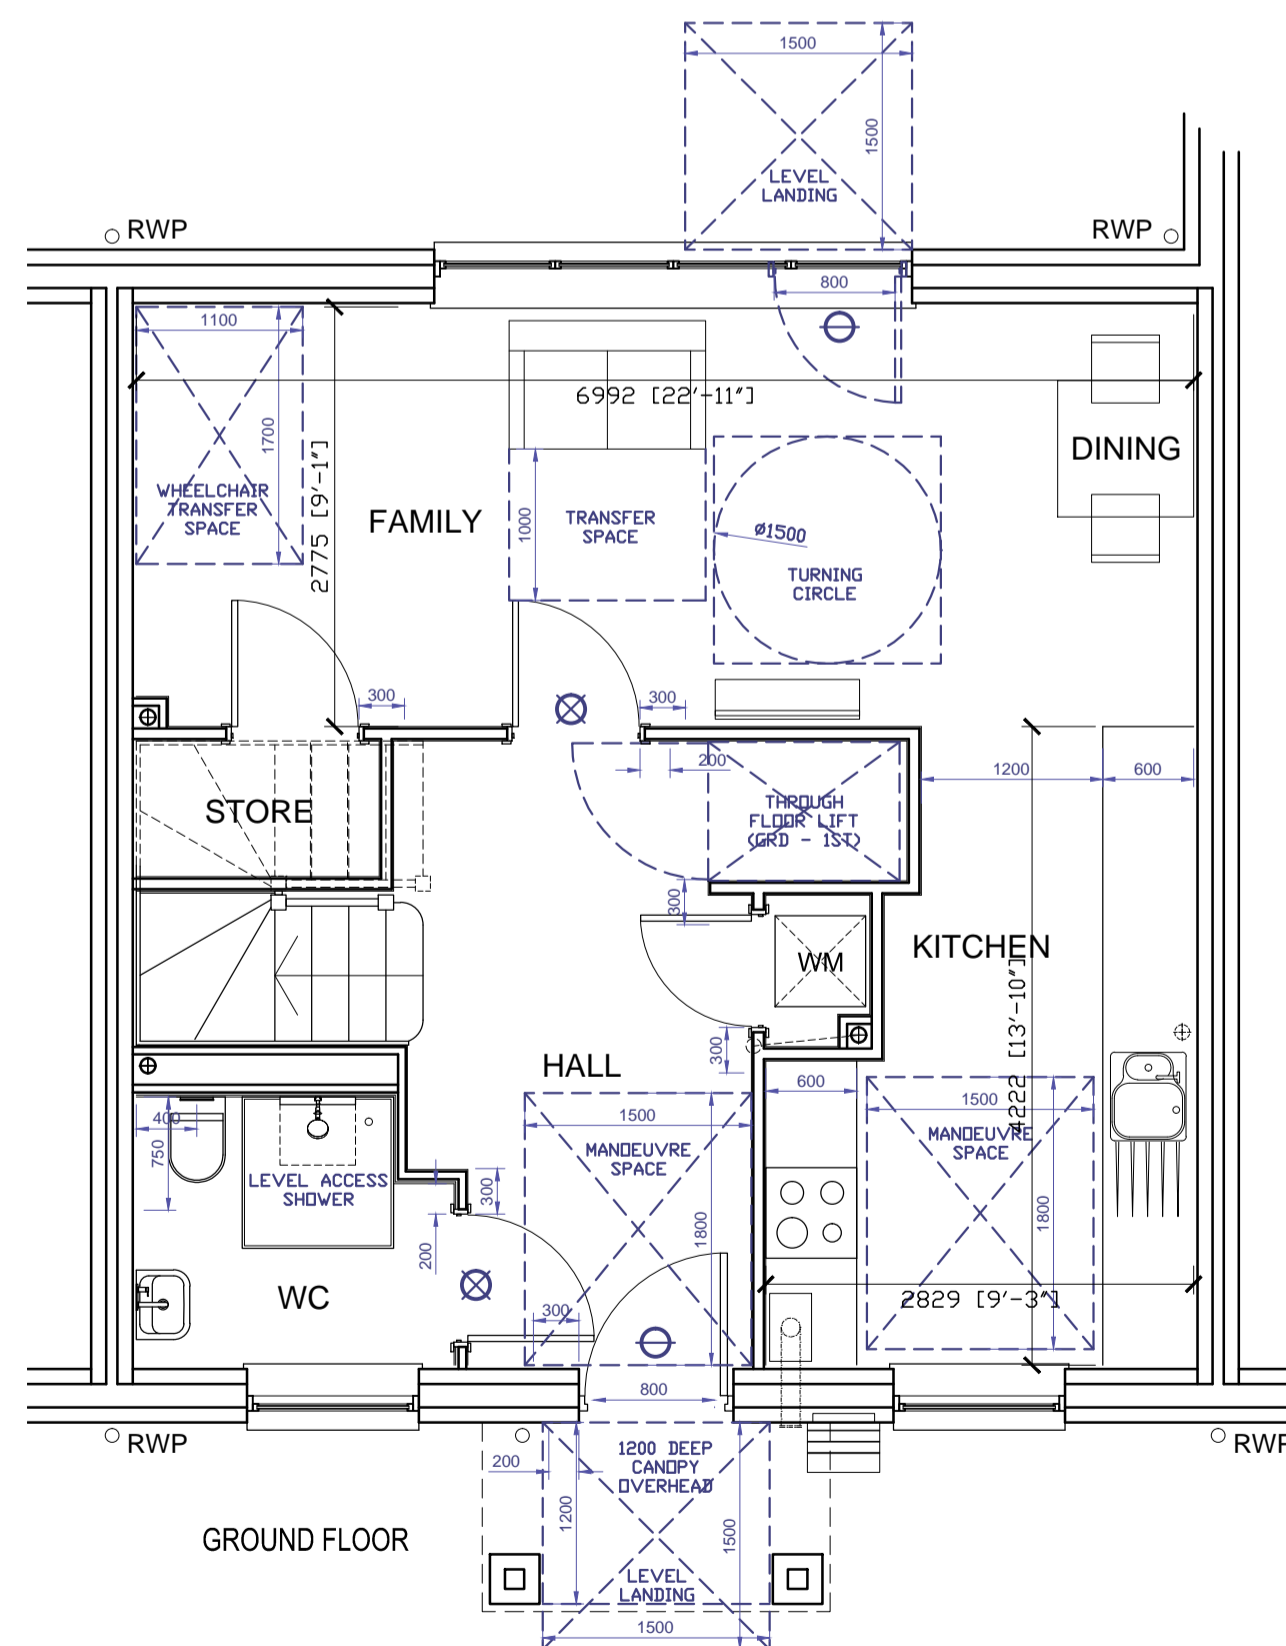 1500
1500
LEVEL
LANDING
RWP
RWP
800
1100
1700
WHEELCHAIR
TRANSFER
SPACE
2775 [9'-1"]
6992 [22'-11"]
FAMILY
1000
TRANSFER
SPACE
Ø1500
TURNING
CIRCLE
DINING
300
300
200
1200
600
STORE
THROUGH
FLOOR LIFT
(GRD - 1ST)
300
WM
KITCHEN
4222 [13'-10"]
300
HALL
600
1500
MANOEUVRE
SPACE
1800
1500
MANOEUVRE
SPACE
1800
400
750
LEVEL ACCESS
SHOWER
300
200
WC
300
2829 [9'-3"]
800
RWP
RWP
200
1200 DEEP
CANOPY
OVERHEAD
1200
1500
LEVEL
LANDING
1500
GROUND FLOOR